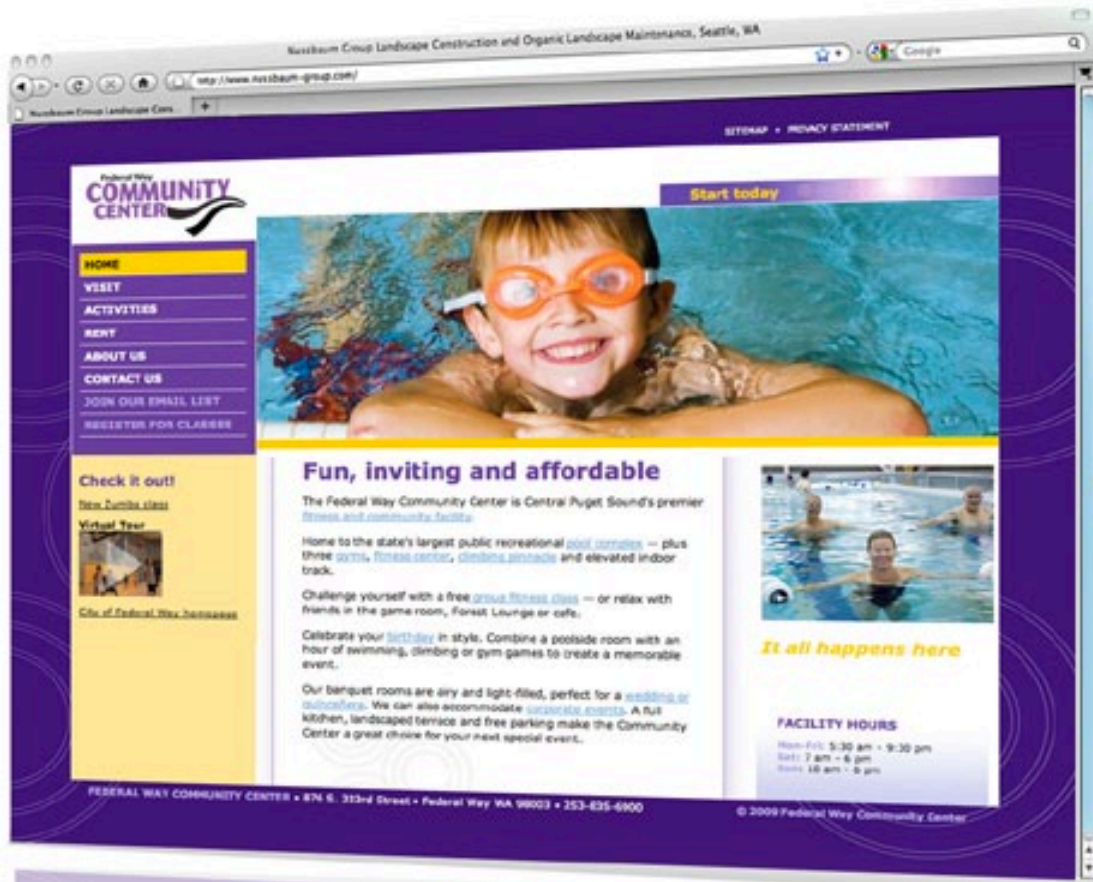 Nussbaum Group Landscape Construction and Organic Landscape Maintenance, Seattle, WA
http://www.nussbaum-group.com/
Google
Nussbaum Group Landscape Cons...
SITEMAP • PRIVACY STATEMENT
Federal Way
COMMUNITY
CENTER
Start today
HOME
VISIT
ACTIVITIES
RENT
ABOUT US
CONTACT US
JOIN OUR EMAIL LIST
REGISTER FOR CLASSES
Check it out!
New Zumba class
Virtual Tour
City of Federal Way homepage
Fun, inviting and affordable
The Federal Way Community Center is Central Puget Sound's premier
fitness and community facility.
Home to the state's largest public recreational pool complex — plus
three gyms, fitness center, climbing pinnacle and elevated indoor
track.
Challenge yourself with a free group fitness class — or relax with
friends in the game room, Forest Lounge or cafe.
Celebrate your birthday in style. Combine a poolside room with an
hour of swimming, climbing or gym games to create a memorable
event.
Our banquet rooms are airy and light-filled, perfect for a wedding or
quinceñera. We can also accommodate corporate events. A full
kitchen, landscaped terrace and free parking make the Community
Center a great choice for your next special event.
It all happens here
FACILITY HOURS
Mon-Fri: 5:30 am - 9:30 pm
Sat: 7 am - 6 pm
Sun: 10 am - 6 pm
FEDERAL WAY COMMUNITY CENTER • 876 S. 333rd Street • Federal Way WA 98003 • 253-835-6900
© 2009 Federal Way Community Center